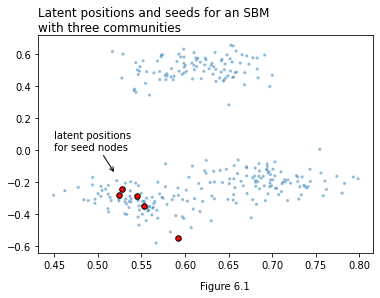 Latent positions and seeds for an SBM
with three communities
0.6
0.4
0.2
0.0
−0.2
−0.4
−0.6
latent positions
for seed nodes
0.45 0.50 0.55 0.60 0.65 0.70 0.75 0.80
Figure 6.1